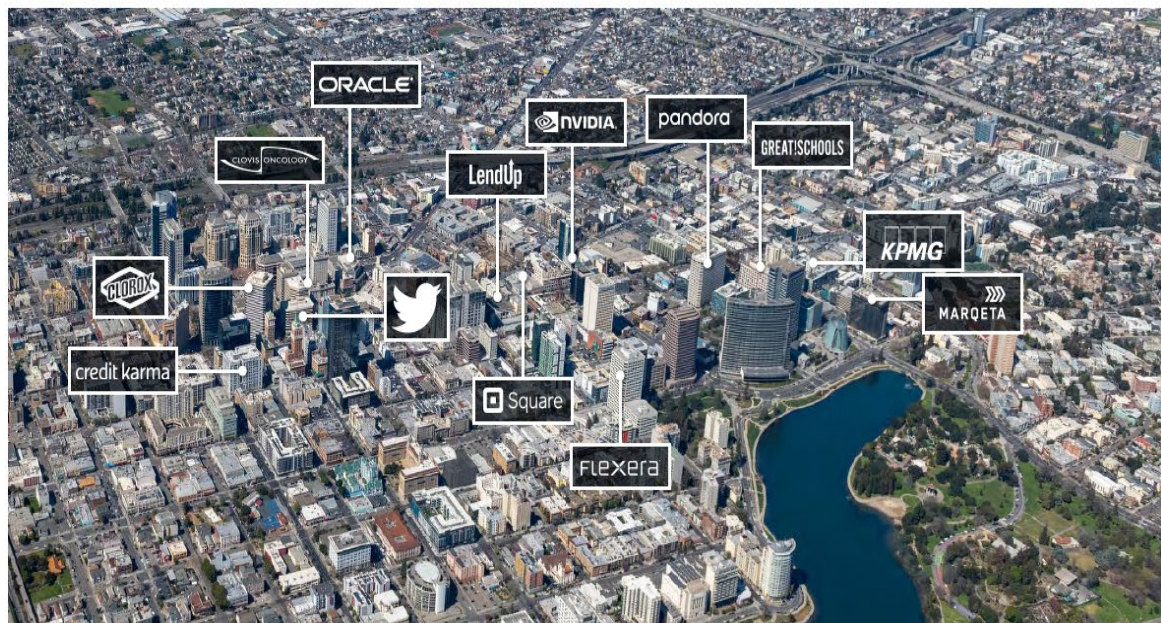 ORACLE
NVIDIA
pandora
GREAT!SCHOOLS
CLOVIS ONCOLOGY
LendUp
KPMG
CLOROX
MARQETA
credit karma
Square
FLEXERA